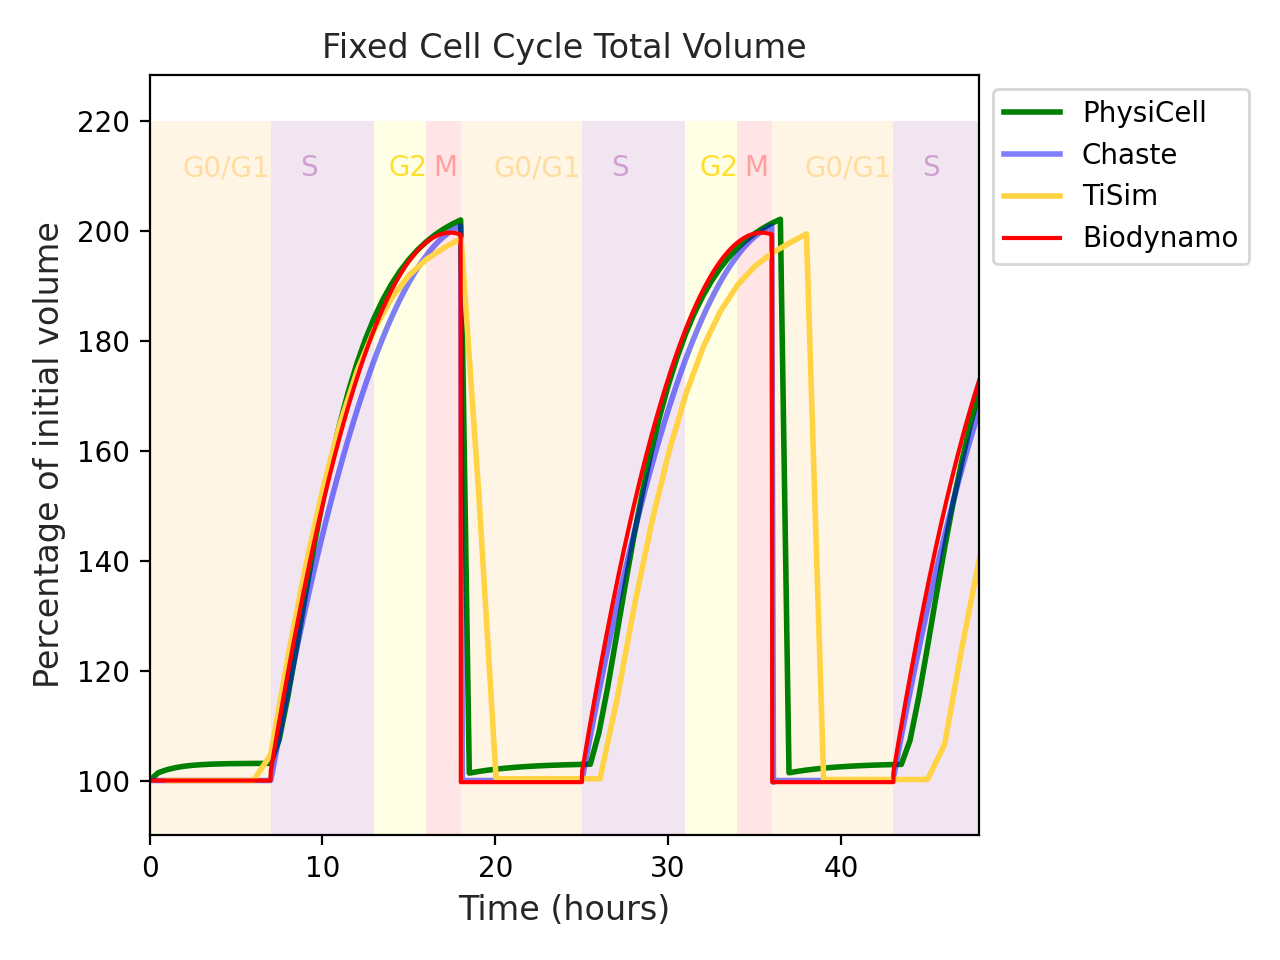 Fixed Cell Cycle Total Volume
Percentage of initial volume
220
200
180
160
140
120
100
G0/G1 S G2 M G0/G1 S G2 M G0/G1 S
0 10 20 30 40
Time (hours)
PhysiCell
Chaste
TiSim
Biodynamo